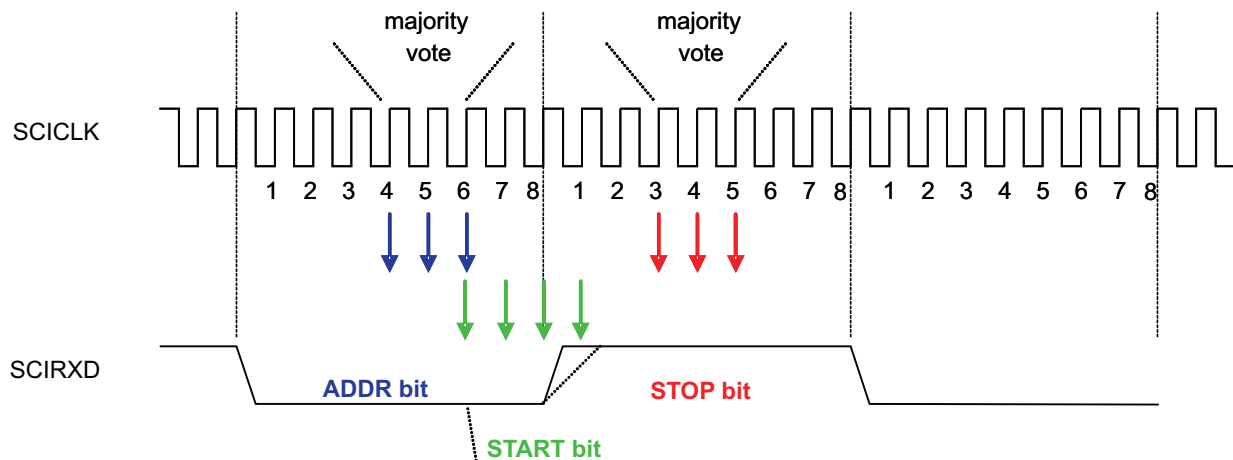 majority
vote
majority
vote
SCICLK
1 2 3 4 5 6 7 8 1 2 3 4 5 6 7 8 1 2 3 4 5 6 7 8
SCIRXD
ADDR bit
STOP bit
START bit